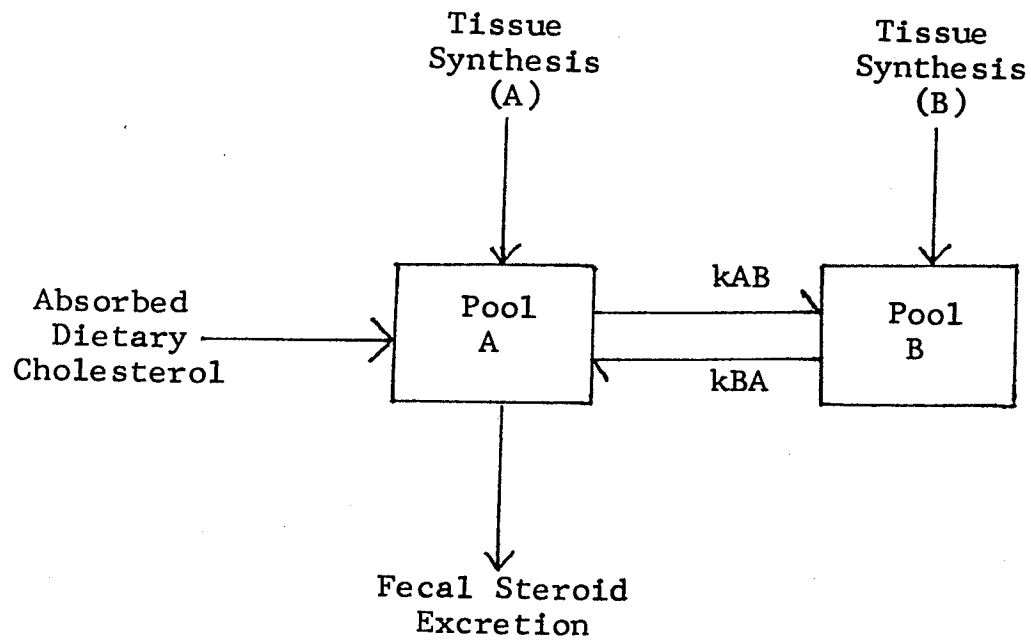 Tissue
Synthesis
(A)
Tissue
Synthesis
(B)
Absorbed
Dietary
Cholesterol
Pool
A
kAB
kBA
Pool
B
Fecal Steroid
Excretion